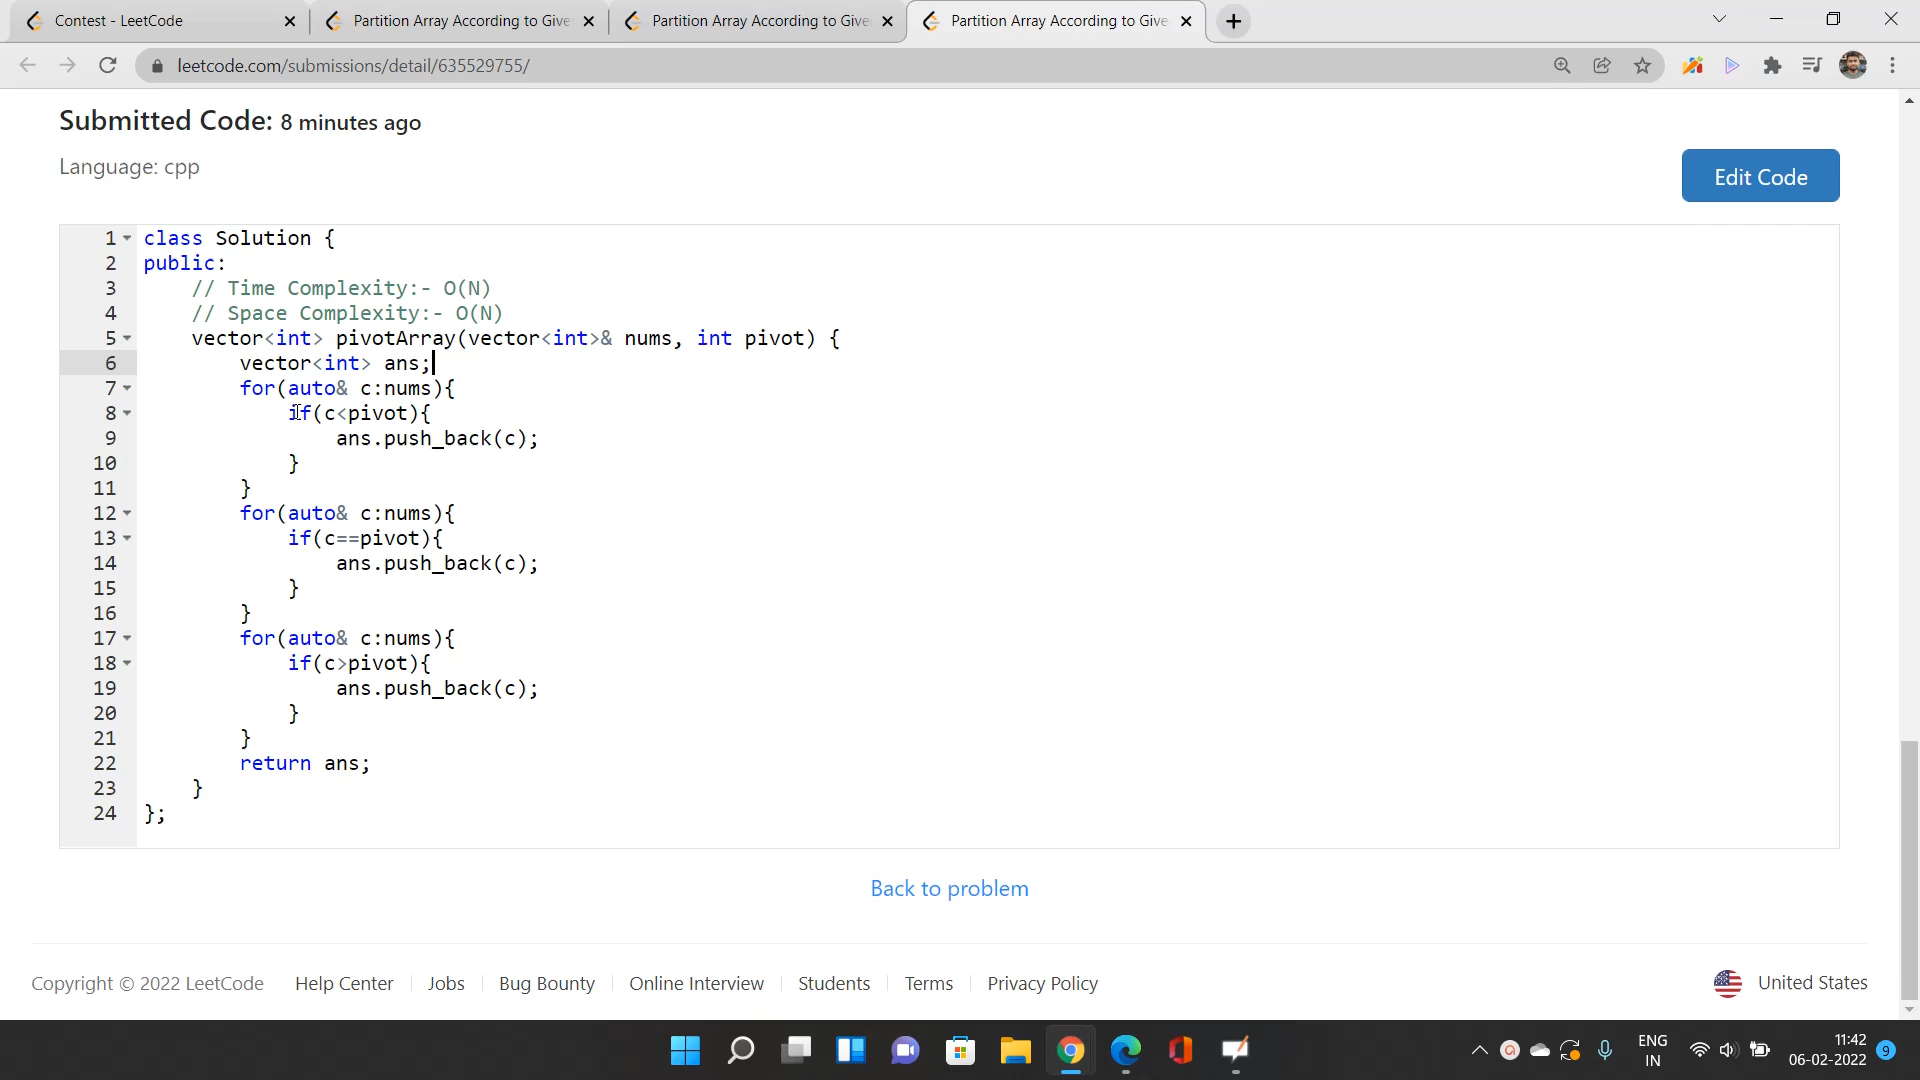 Contest - LeetCode
Partition Array According to Give
Partition Array According to Give
Partition Array According to Give
leetcode.com/submissions/detail/635529755/
Submitted Code: 8 minutes ago
Language: cpp
Edit Code
1 class Solution {
2 public:
3     // Time Complexity:- O(N)
4     // Space Complexity:- O(N)
5     vector<int> pivotArray(vector<int>& nums, int pivot) {
6         vector<int> ans;
7         for(auto& c:nums){
8             if(c<pivot){
9                 ans.push_back(c);
10             }
11         }
12         for(auto& c:nums){
13             if(c==pivot){
14                 ans.push_back(c);
15             }
16         }
17         for(auto& c:nums){
18             if(c>pivot){
19                 ans.push_back(c);
20             }
21         }
22         return ans;
23     }
24 };
Back to problem
Copyright © 2022 LeetCode Help Center Jobs Bug Bounty Online Interview Students Terms Privacy Policy United States
ENG
IN
11:42
06-02-2022
9